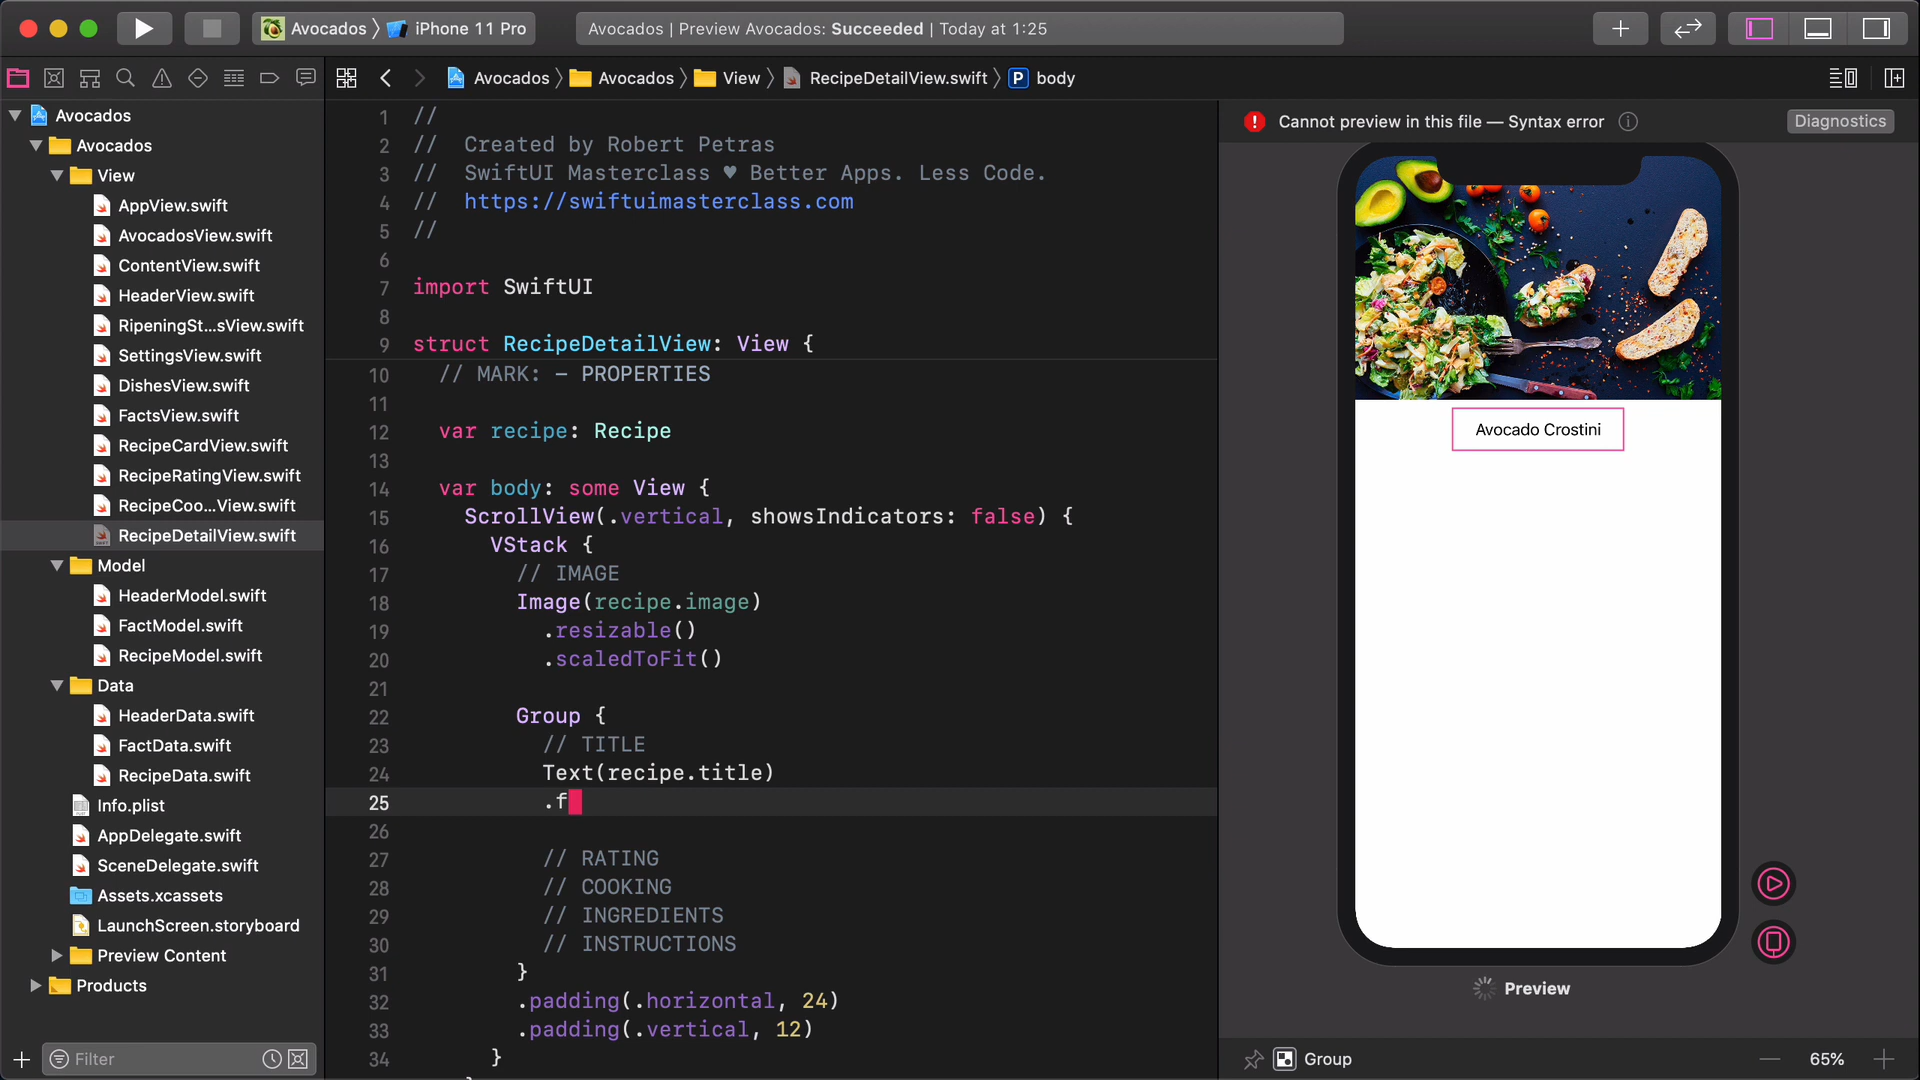 Avocados 〉 iPhone 11 Pro
Avocados | Preview Avocados: Succeeded | Today at 1:25
Avocados 〉 Avocados 〉 View 〉 RecipeDetailView.swift 〉 P body
Avocados
Avocados
View
AppView.swift
AvocadosView.swift
ContentView.swift
HeaderView.swift
RipeningSt...sView.swift
SettingsView.swift
DishesView.swift
FactsView.swift
RecipeCardView.swift
RecipeRatingView.swift
RecipeCoo...View.swift
RecipeDetailView.swift
Model
HeaderModel.swift
FactModel.swift
RecipeModel.swift
Data
HeaderData.swift
FactData.swift
RecipeData.swift
Info.plist
AppDelegate.swift
SceneDelegate.swift
Assets.xcassets
LaunchScreen.storyboard
Preview Content
Products
Filter
1 //
2 // Created by Robert Petras
3 // SwiftUI Masterclass ♥ Better Apps. Less Code.
4 // https://swiftuimasterclass.com
5 //
6
7 import SwiftUI
8
9 struct RecipeDetailView: View {
10 // MARK: - PROPERTIES
11
12 var recipe: Recipe
13
14 var body: some View {
15 ScrollView(.vertical, showsIndicators: false) {
16 VStack {
17 // IMAGE
18 Image(recipe.image)
19 .resizable()
20 .scaledToFit()
21
22 Group {
23 // TITLE
24 Text(recipe.title)
25 .f
26
27 // RATING
28 // COOKING
29 // INGREDIENTS
30 // INSTRUCTIONS
31 }
32 .padding(.horizontal, 24)
33 .padding(.vertical, 12)
34 }
Cannot preview in this file — Syntax error
Diagnostics
Avocado Crostini
Preview
Group
65%